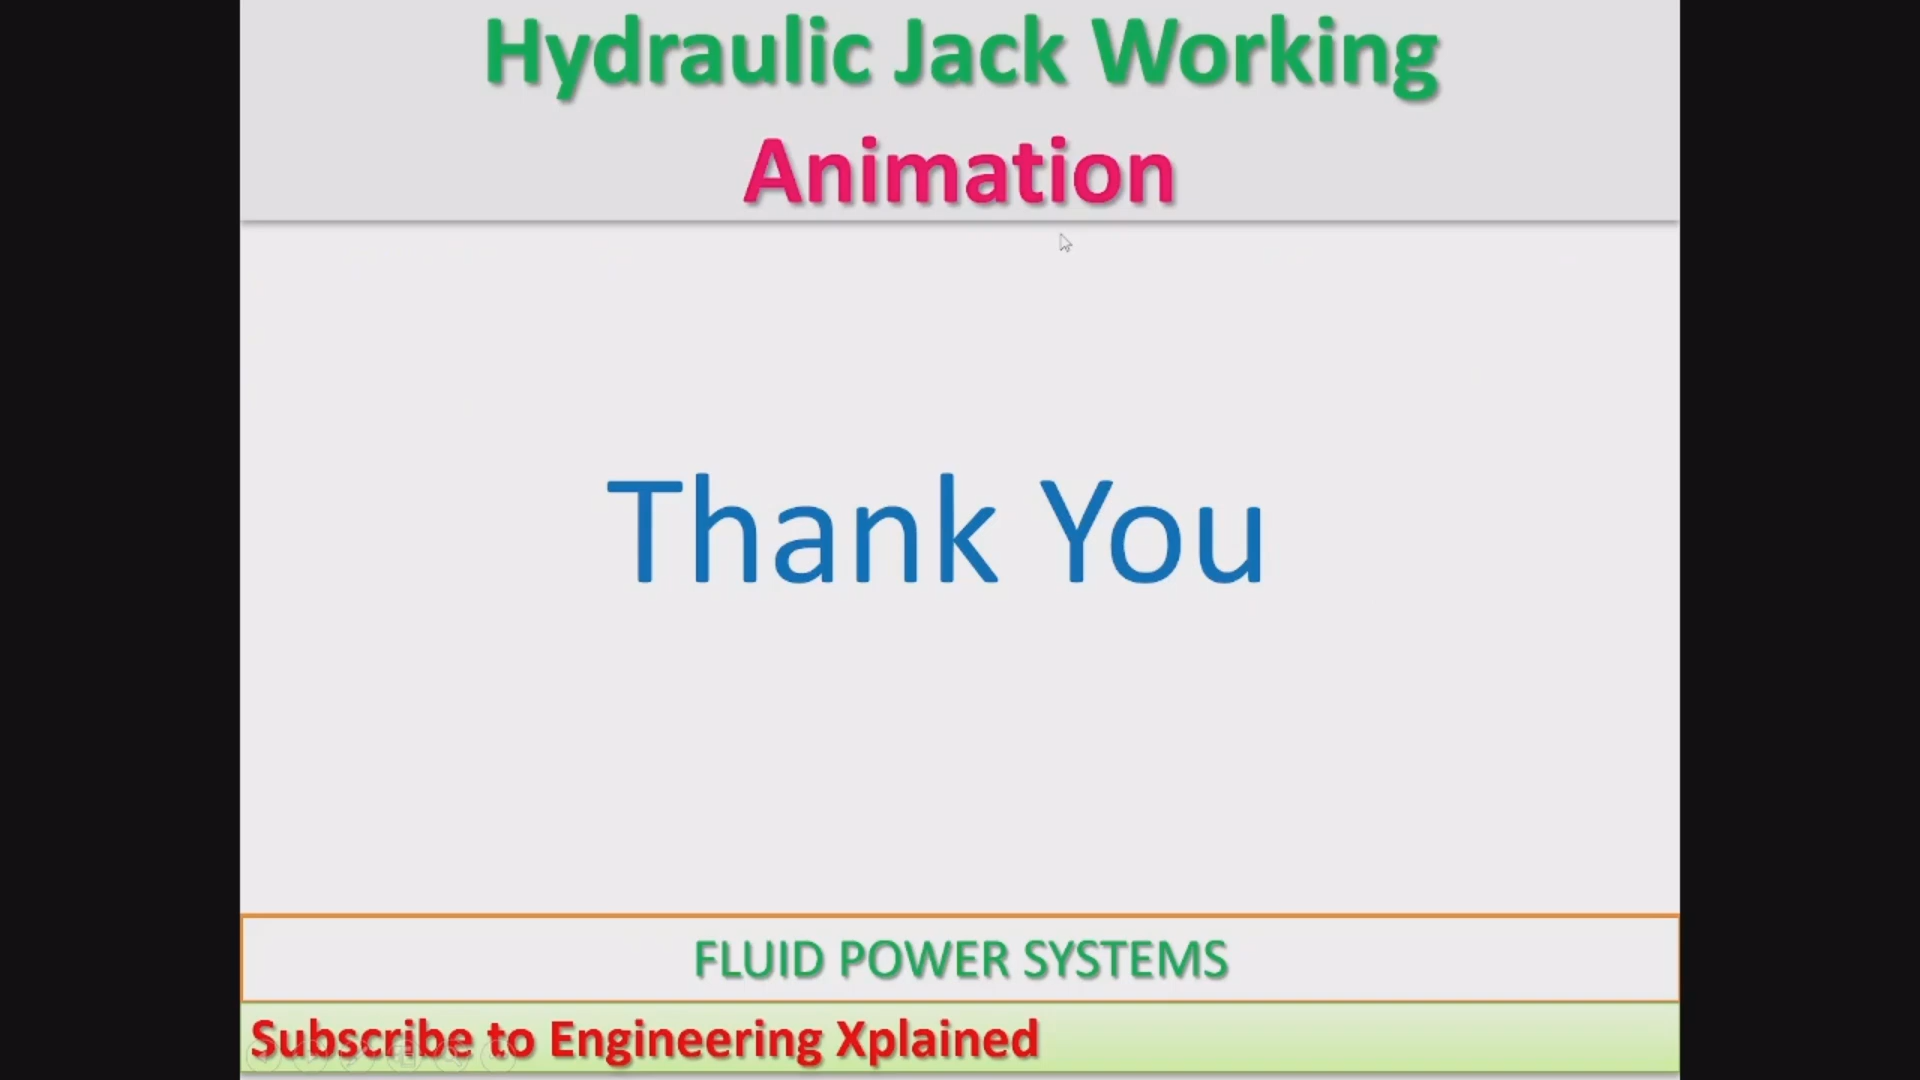 Hydraulic Jack Working
Animation
Thank You
FLUID POWER SYSTEMS
Subscribe to Engineering Xplained